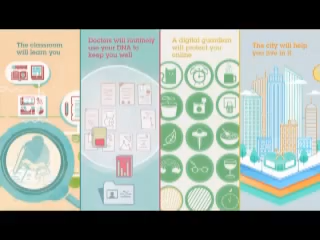 The classroom
will learn you
Doctors will routinely
use your DNA to
keep you well
A digital guardian
will protect you
online
The city will help
you live in it